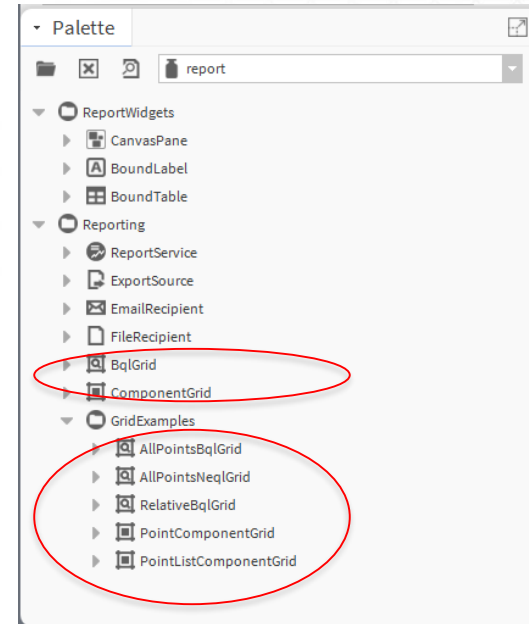 Palette
report
ReportWidgets
CanvasPane
A BoundLabel
BoundTable
Reporting
ReportService
ExportSource
EmailRecipient
FileRecipient
BqlGrid
ComponentGrid
GridExamples
AllPointsBqlGrid
AllPointsNeqlGrid
RelativeBqlGrid
PointComponentGrid
PointListComponentGrid